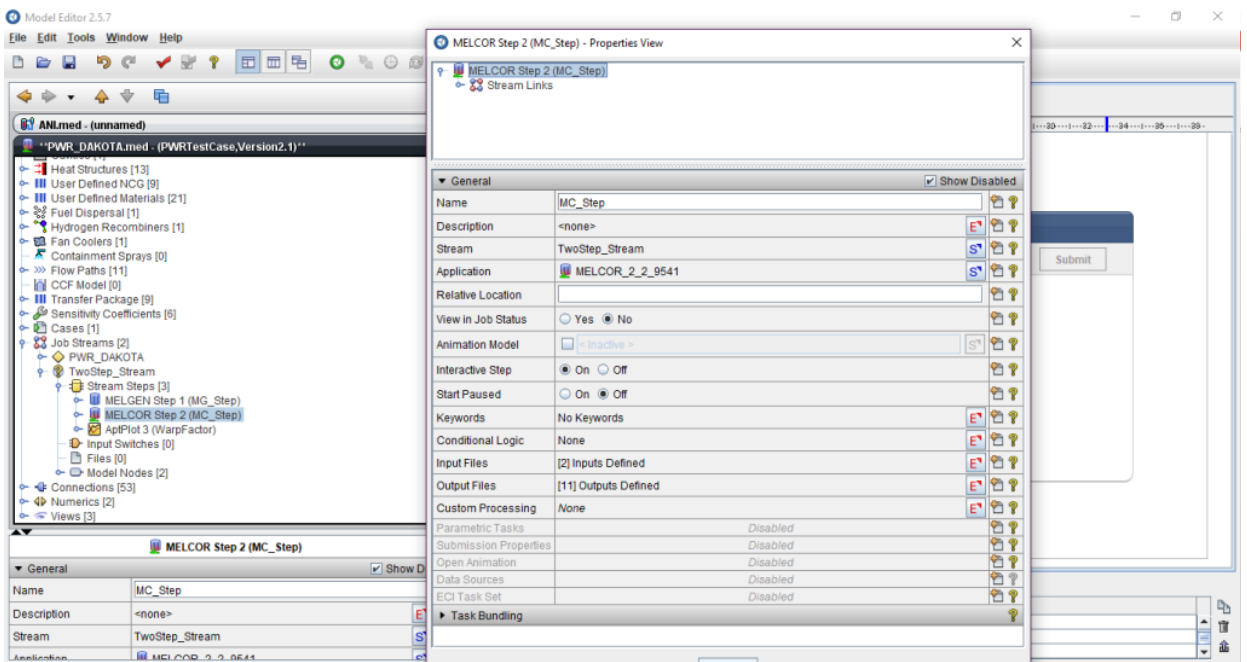 Model Editor 2.5.7
File Edit Tools Window Help
ANI.med - (unnamed)
**PWR_DAKOTA.med - (PWRTestCase,Version2.1)**
Heat Structures [13]
User Defined NCG [9]
User Defined Materials [21]
Fuel Dispersal [1]
Hydrogen Recombiners [1]
Fan Coolers [1]
Containment Sprays [0]
Flow Paths [11]
CCF Model [0]
Transfer Package [9]
Sensitivity Coefficients [6]
Cases [1]
Job Streams [2]
PWR_DAKOTA
TwoStep_Stream
Stream Steps [3]
MELGEN Step 1 (MG_Step)
MELCOR Step 2 (MC_Step)
AptPlot 3 (WarpFactor)
Input Switches [0]
Files [0]
Model Nodes [2]
Connections [53]
Numerics [2]
Views [3]
MELCOR Step 2 (MC_Step)
General Show D
Name MC_Step
Description <none> E
Stream TwoStep_Stream S
Application MELCOR_2_2_9541
MELCOR Step 2 (MC_Step) - Properties View
MELCOR Step 2 (MC_Step)
Stream Links
General Show Disabled
Name MC_Step
Description <none> E
Stream TwoStep_Stream S
Application MELCOR_2_2_9541 S
Relative Location
View in Job Status Yes No
Animation Model < Inactive > S
Interactive Step On Off
Start Paused On Off
Keywords No Keywords E
Conditional Logic None E
Input Files [2] Inputs Defined E
Output Files [11] Outputs Defined E
Custom Processing None E
Parametric Tasks Disabled
Submission Properties Disabled
Open Animation Disabled
Data Sources Disabled
ECI Task Set Disabled
Task Bundling
Submit